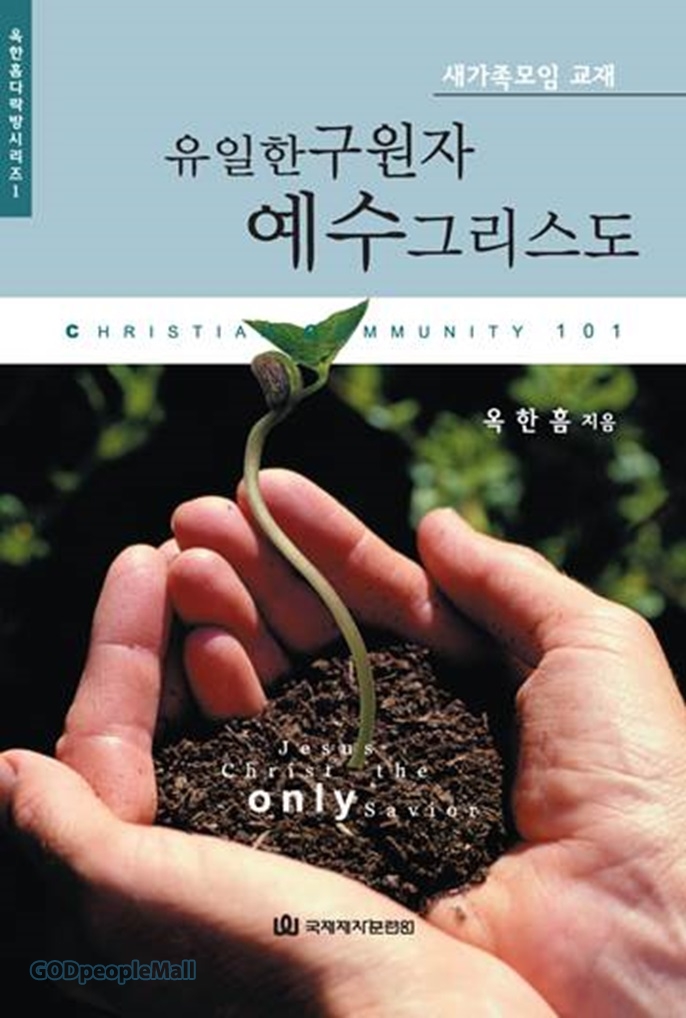 옥한흠다락방시리즈1
새가족모임 교재
유일한구원자
예수그리스도
CHRISTIAN COMMUNITY 101
옥한흠 지음
Jesus
Christ the
only Savior
국제제자훈련원
GODpeopleMall